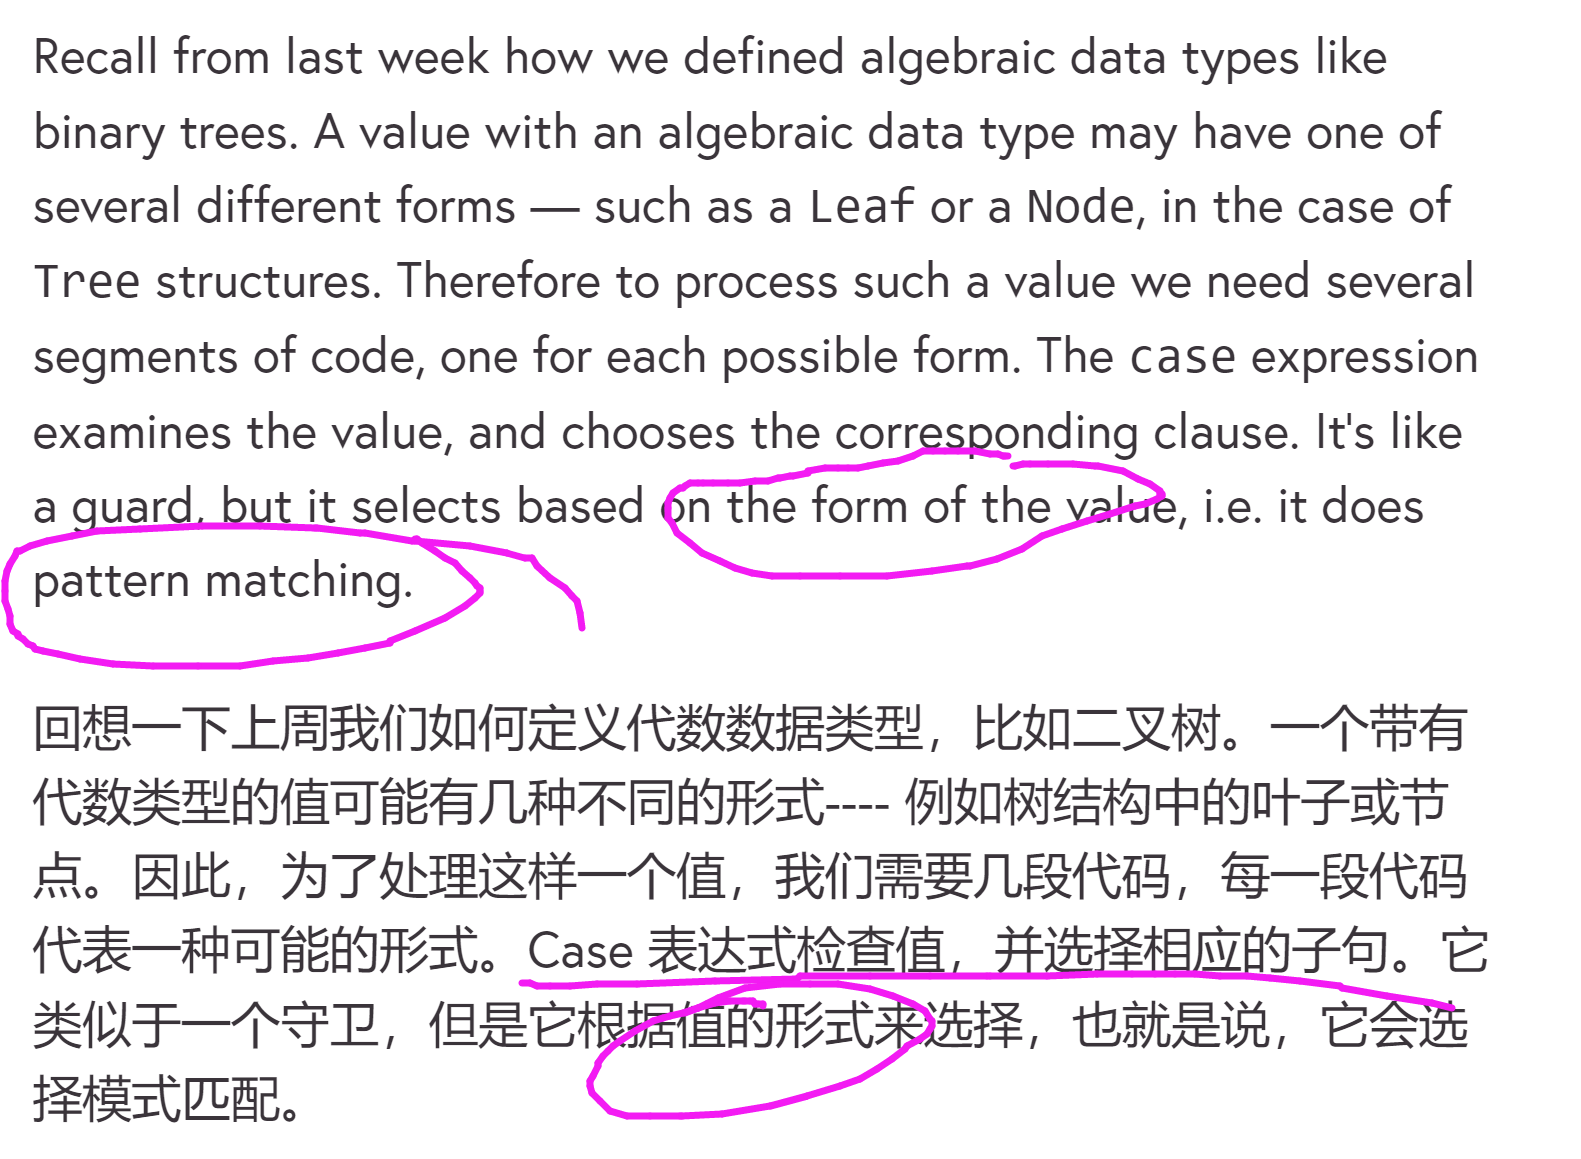 Recall from last week how we defined algebraic data types like
binary trees. A value with an algebraic data type may have one of
several different forms — such as a Leaf or a Node, in the case of
Tree structures. Therefore to process such a value we need several
segments of code, one for each possible form. The case expression
examines the value, and chooses the corresponding clause. It's like
a guard, but it selects based on the form of the value, i.e. it does
pattern matching.
回想一下上周我们如何定义代数数据类型，比如二叉树。一个带有
代数类型的值可能有几种不同的形式---- 例如树结构中的叶子或节
点。因此，为了处理这样一个值，我们需要几段代码，每一段代码
代表一种可能的形式。Case 表达式检查值，并选择相应的子句。它
类似于一个守卫，但是它根据值的形式来选择，也就是说，它会选
择模式匹配。